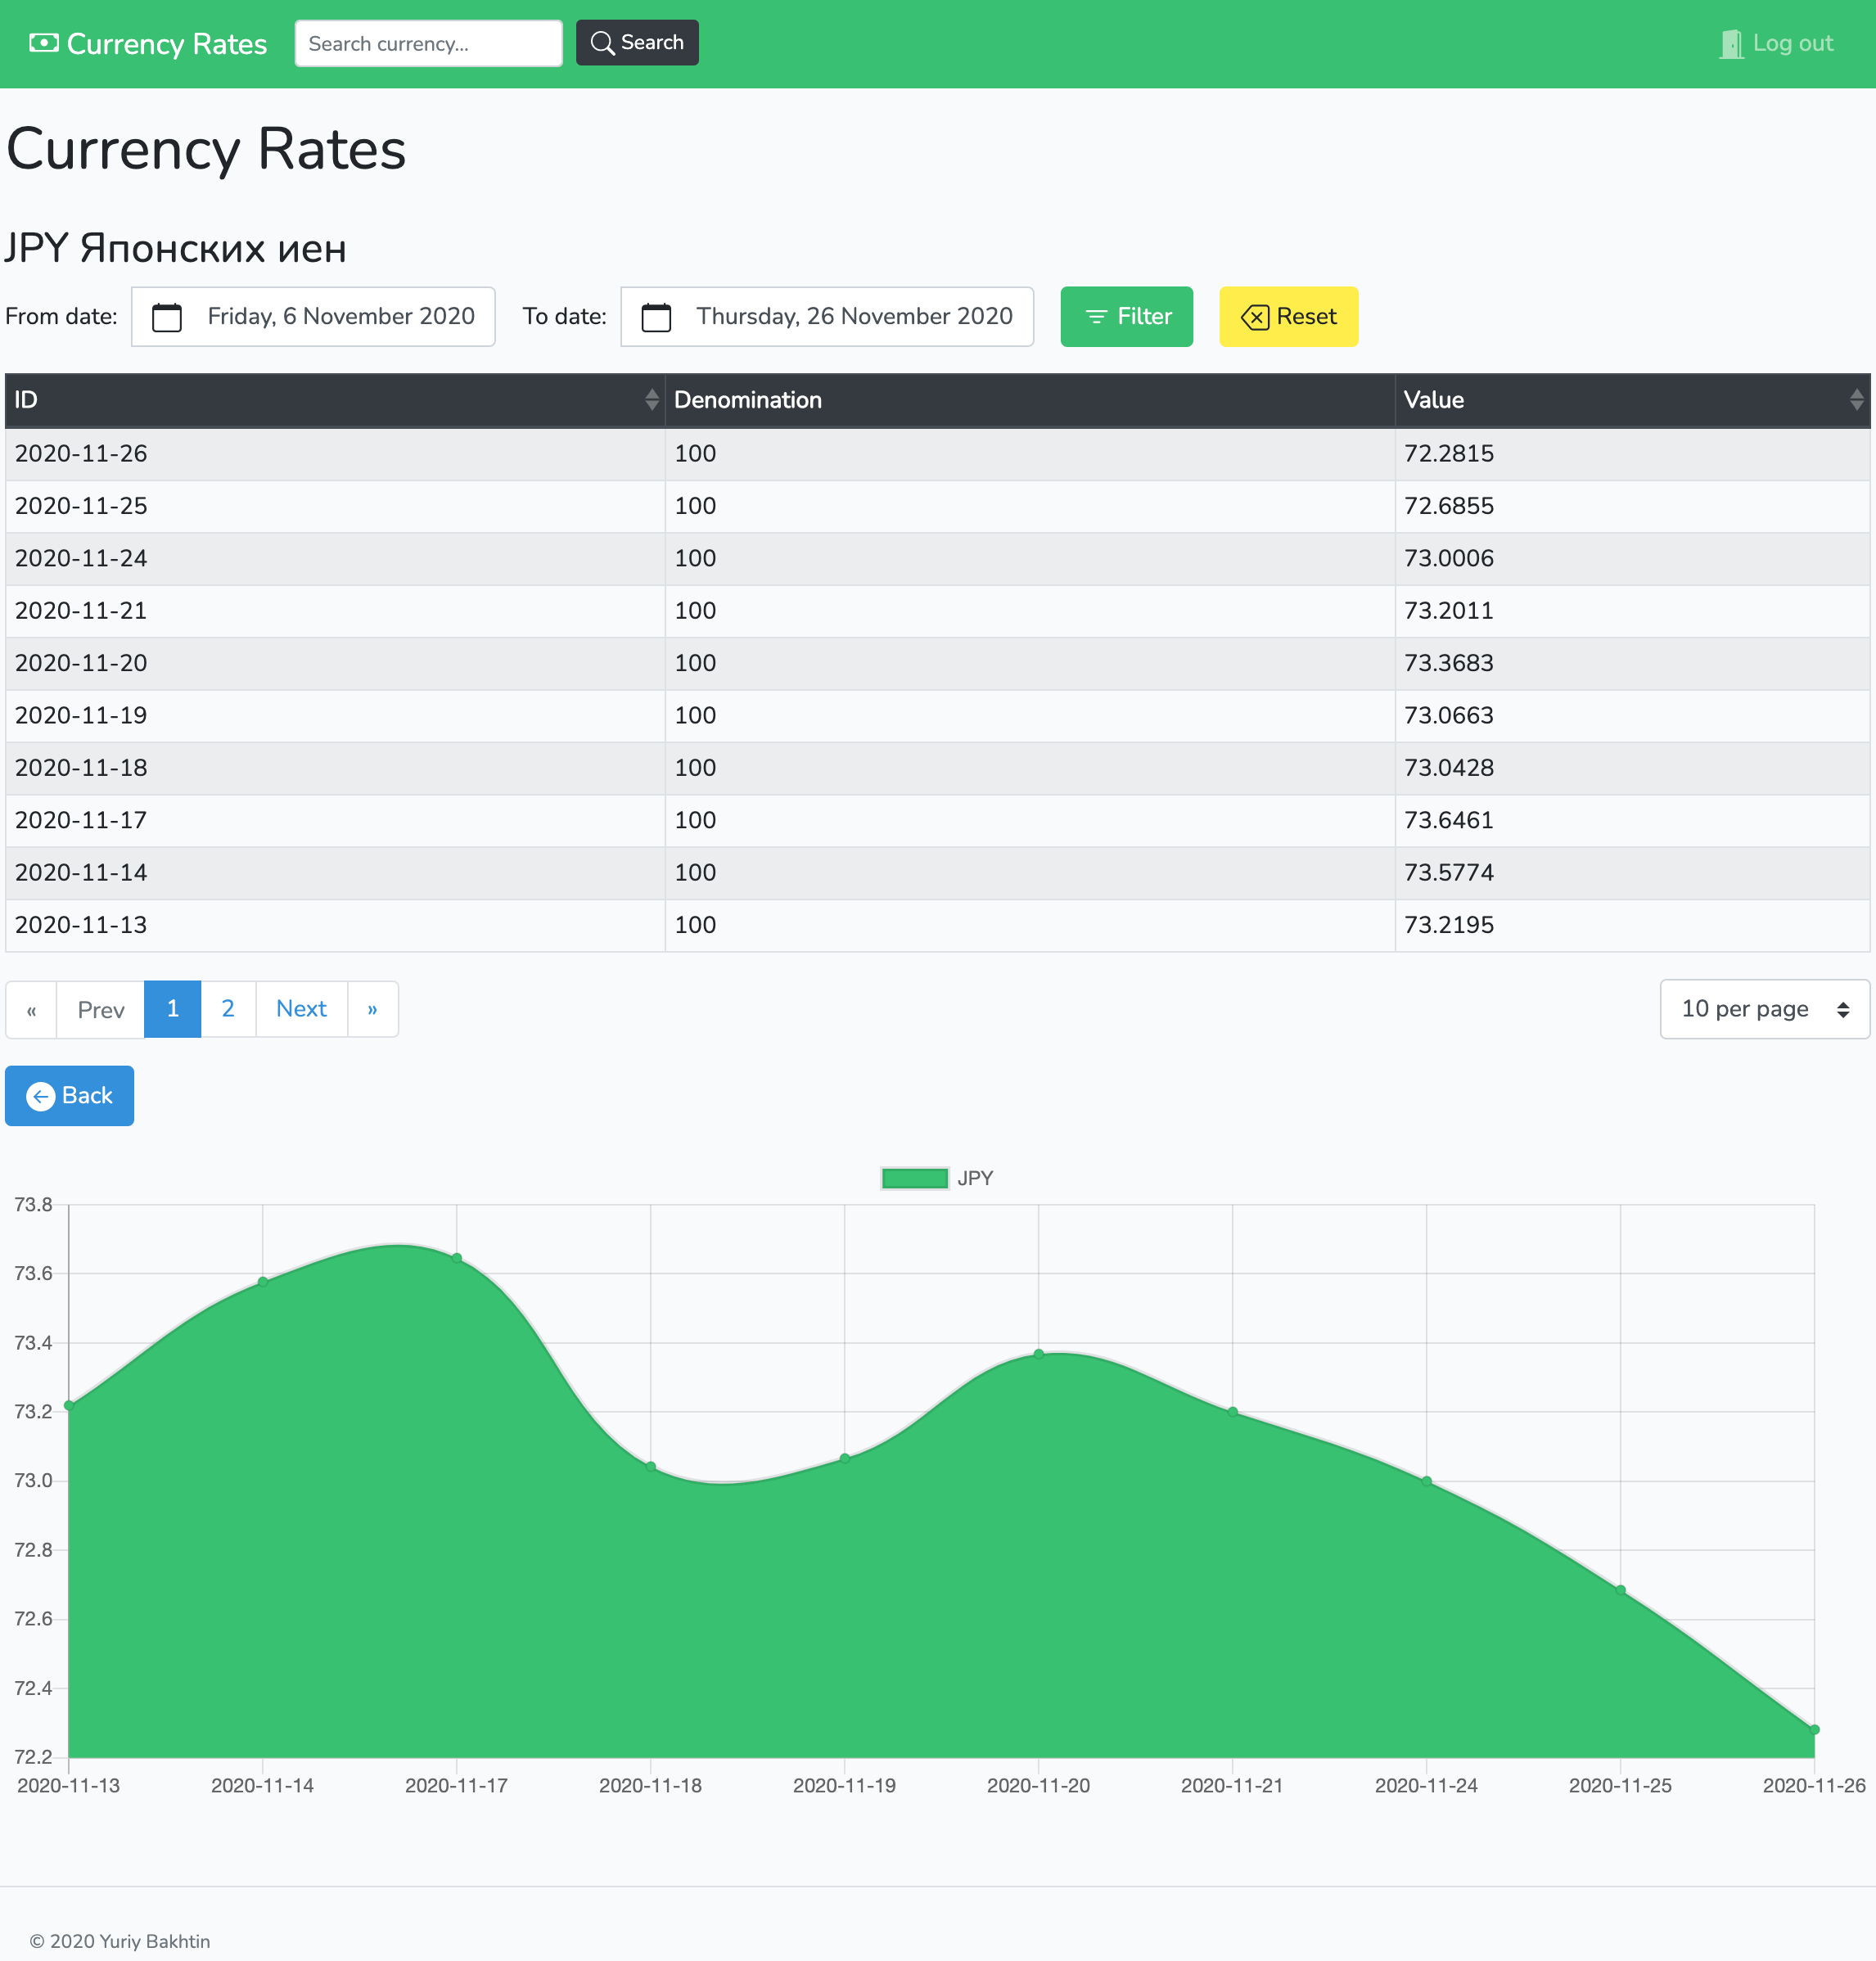 Currency Rates Search currency... Search Log out
Currency Rates
JPY Японских иен
From date: Friday, 6 November 2020 To date: Thursday, 26 November 2020 Filter Reset
ID Denomination Value
2020-11-26 100 72.2815
2020-11-25 100 72.6855
2020-11-24 100 73.0006
2020-11-21 100 73.2011
2020-11-20 100 73.3683
2020-11-19 100 73.0663
2020-11-18 100 73.0428
2020-11-17 100 73.6461
2020-11-14 100 73.5774
2020-11-13 100 73.2195
« Prev 1 2 Next » 10 per page
Back
JPY
73.8
73.6
73.4
73.2
73.0
72.8
72.6
72.4
72.2
2020-11-13 2020-11-14 2020-11-17 2020-11-18 2020-11-19 2020-11-20 2020-11-21 2020-11-24 2020-11-25 2020-11-26
© 2020 Yuriy Bakhtin